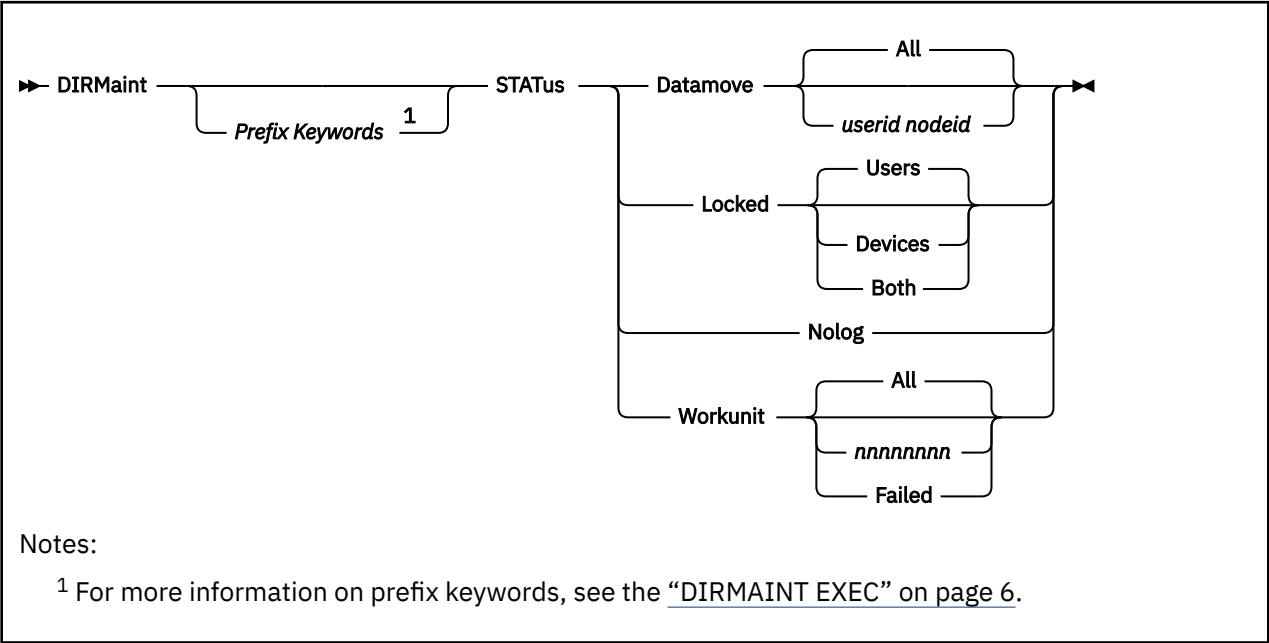 All
DIRMaint STATus Datamove
Prefix Keywords 1
userid nodeid
Users
Locked
Devices
Both
Nolog
All
Workunit
nnnnnnnn
Failed
Notes:
1 For more information on prefix keywords, see the “DIRMAINT EXEC” on page 6.